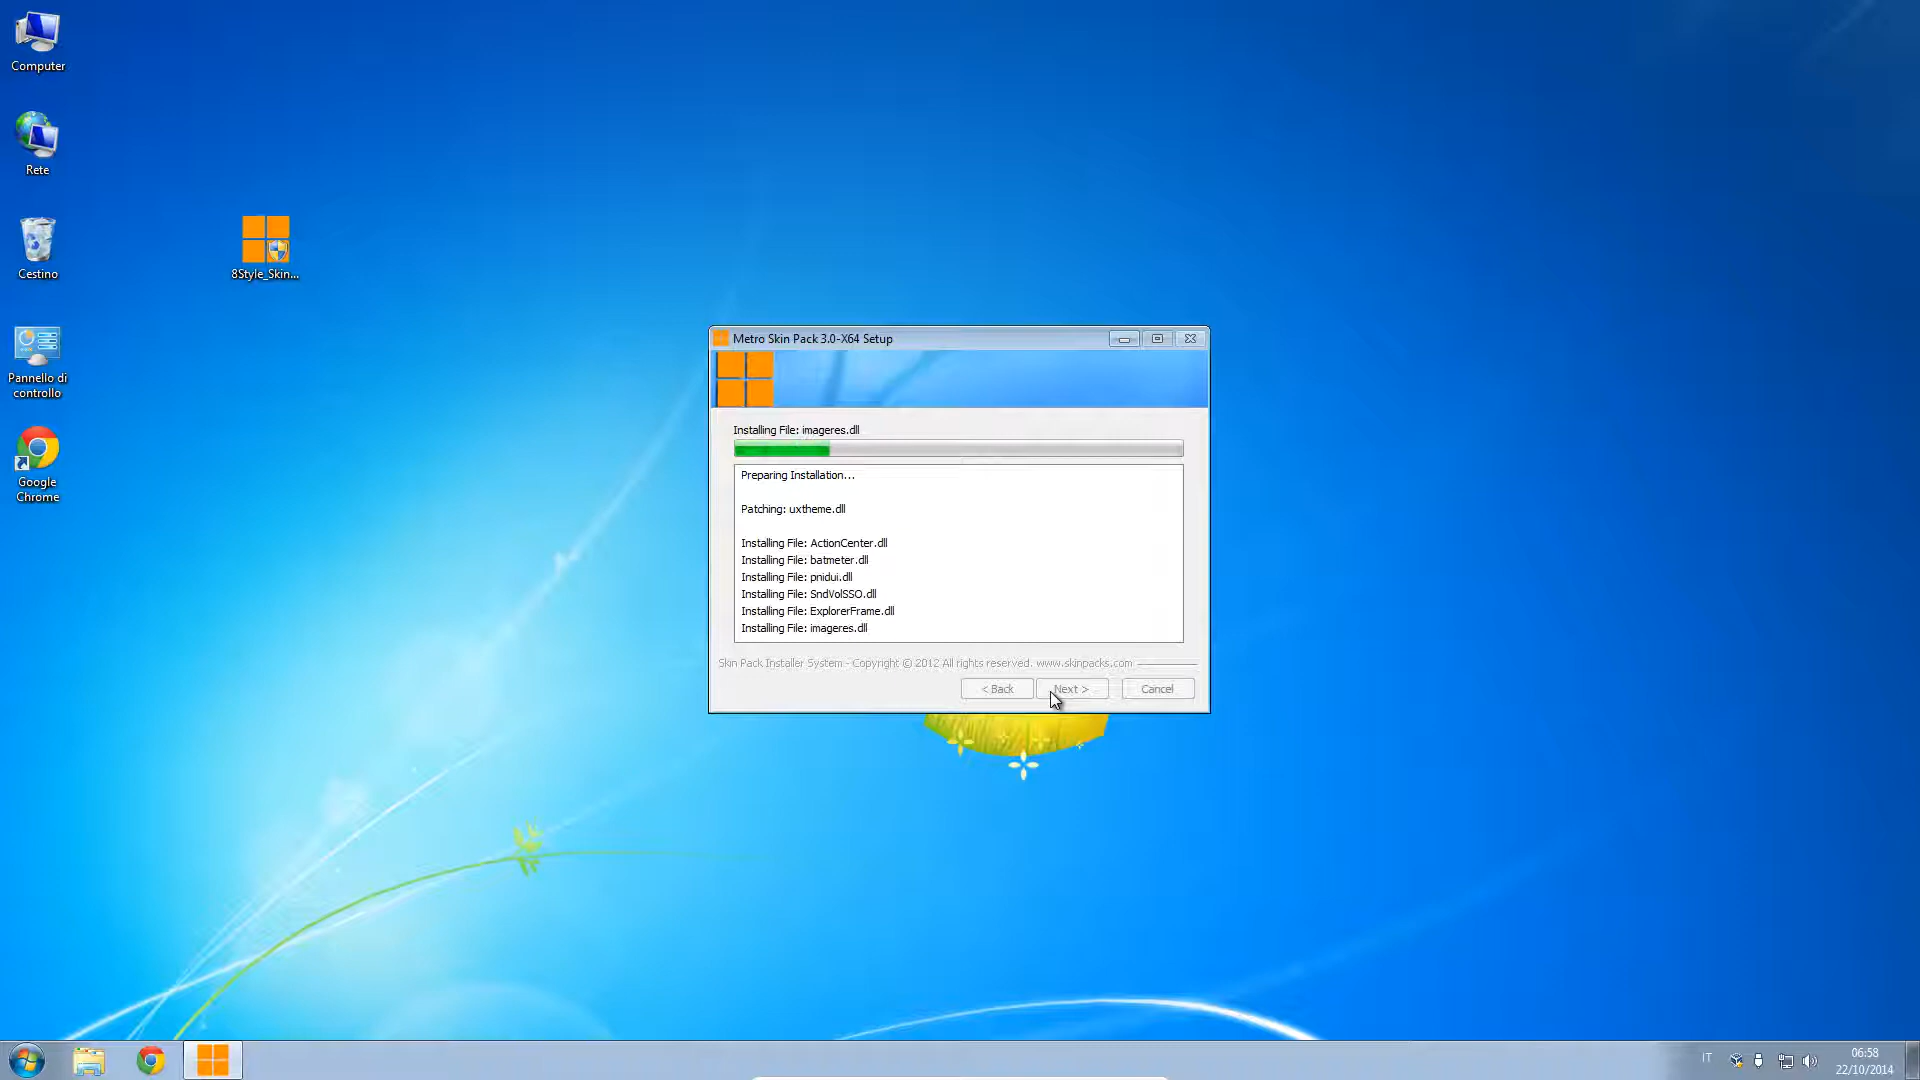 Computer
Rete
Cestino
Pannello di
controllo
Google
Chrome
8Style_Skin...
Metro Skin Pack 3.0-X64 Setup
Installing File: imageres.dll
Preparing Installation...
Patching: uxtheme.dll
Installing File: ActionCenter.dll
Installing File: batmeter.dll
Installing File: pnidui.dll
Installing File: SndVolSSO.dll
Installing File: ExplorerFrame.dll
Installing File: imageres.dll
Skin Pack Installer System - Copyright © 2012 All rights reserved. www.skinpacks.com
< Back
Next >
Cancel
IT
06:58
22/10/2014